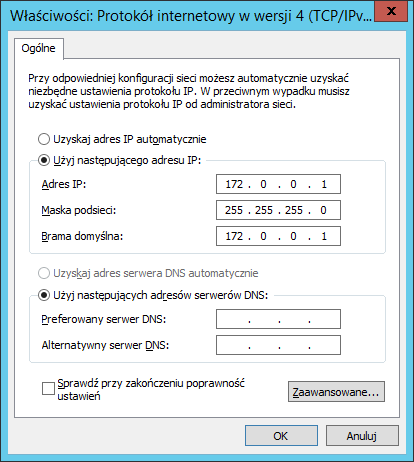 Właściwości: Protokół internetowy w wersji 4 (TCP/IPv...
x
Ogólne
Przy odpowiedniej konfiguracji sieci możesz automatycznie uzyskać
niezbędne ustawienia protokołu IP. W przeciwnym wypadku musisz
uzyskać ustawienia protokołu IP od administratora sieci.
Uzyskaj adres IP automatycznie
Użyj następującego adresu IP:
Adres IP: 172 . 0 . 0 . 1
Maska podsieci: 255 . 255 . 255 . 0
Brama domyślna: 172 . 0 . 0 . 1
Uzyskaj adres serwera DNS automatycznie
Użyj następujących adresów serwerów DNS:
Preferowany serwer DNS: . . .
Alternatywny serwer DNS: . . .
Sprawdź przy zakończeniu poprawność
ustawień
Zaawansowane...
OK Anuluj